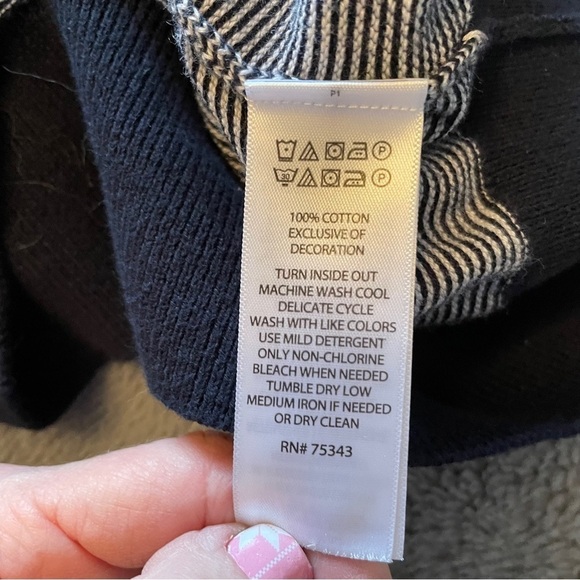 P1
P
30 P
100% COTTON
EXCLUSIVE OF
DECORATION
TURN INSIDE OUT
MACHINE WASH COOL
DELICATE CYCLE
WASH WITH LIKE COLORS
USE MILD DETERGENT
ONLY NON-CHLORINE
BLEACH WHEN NEEDED
TUMBLE DRY LOW
MEDIUM IRON IF NEEDED
OR DRY CLEAN
RN# 75343